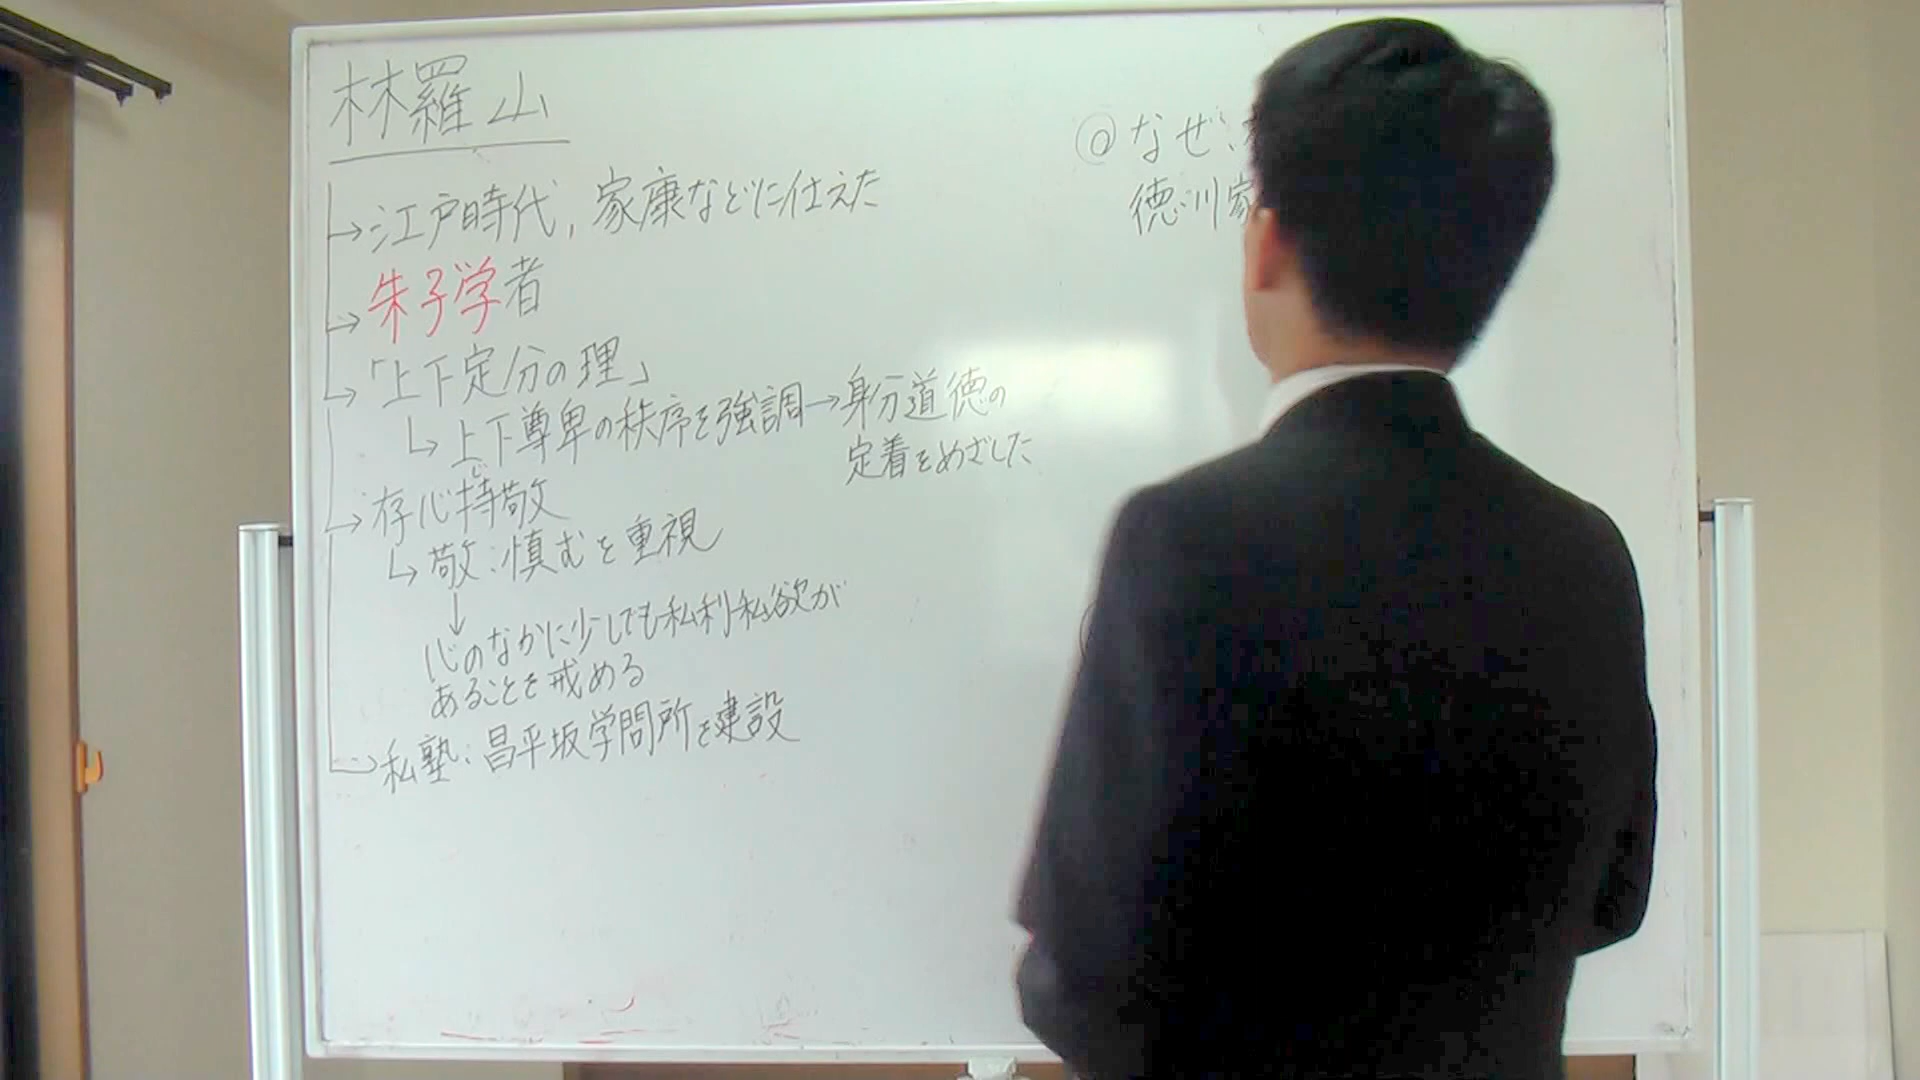 林羅山
→江戸時代,家康などに仕えた
→朱子学者
→「上下定分の理」
↳上下尊卑の秩序を強調→身分道徳の
定着をめざした
→存心持敬
じ
↳敬:慎むを重視
↓
心のなかに少しでも私利私欲が
あることを戒める
→私塾:昌平坂学問所を建設
@なぜ、
徳川家